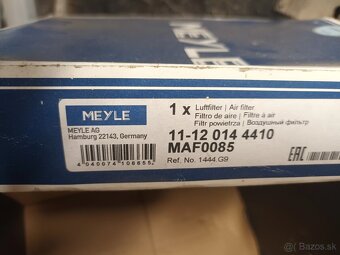 MEYLE
MEYLE
MEYLE AG
Hamburg 22143, Germany
4 040074 106655
1 x Luftfilter | Air filter
Filtro de aire | Filtre à air
Filtr powietrza | Воздушный фильтр
11-12 014 4410
MAF0085
Ref. No. 1444.G9
EAC
© Bazos.sk